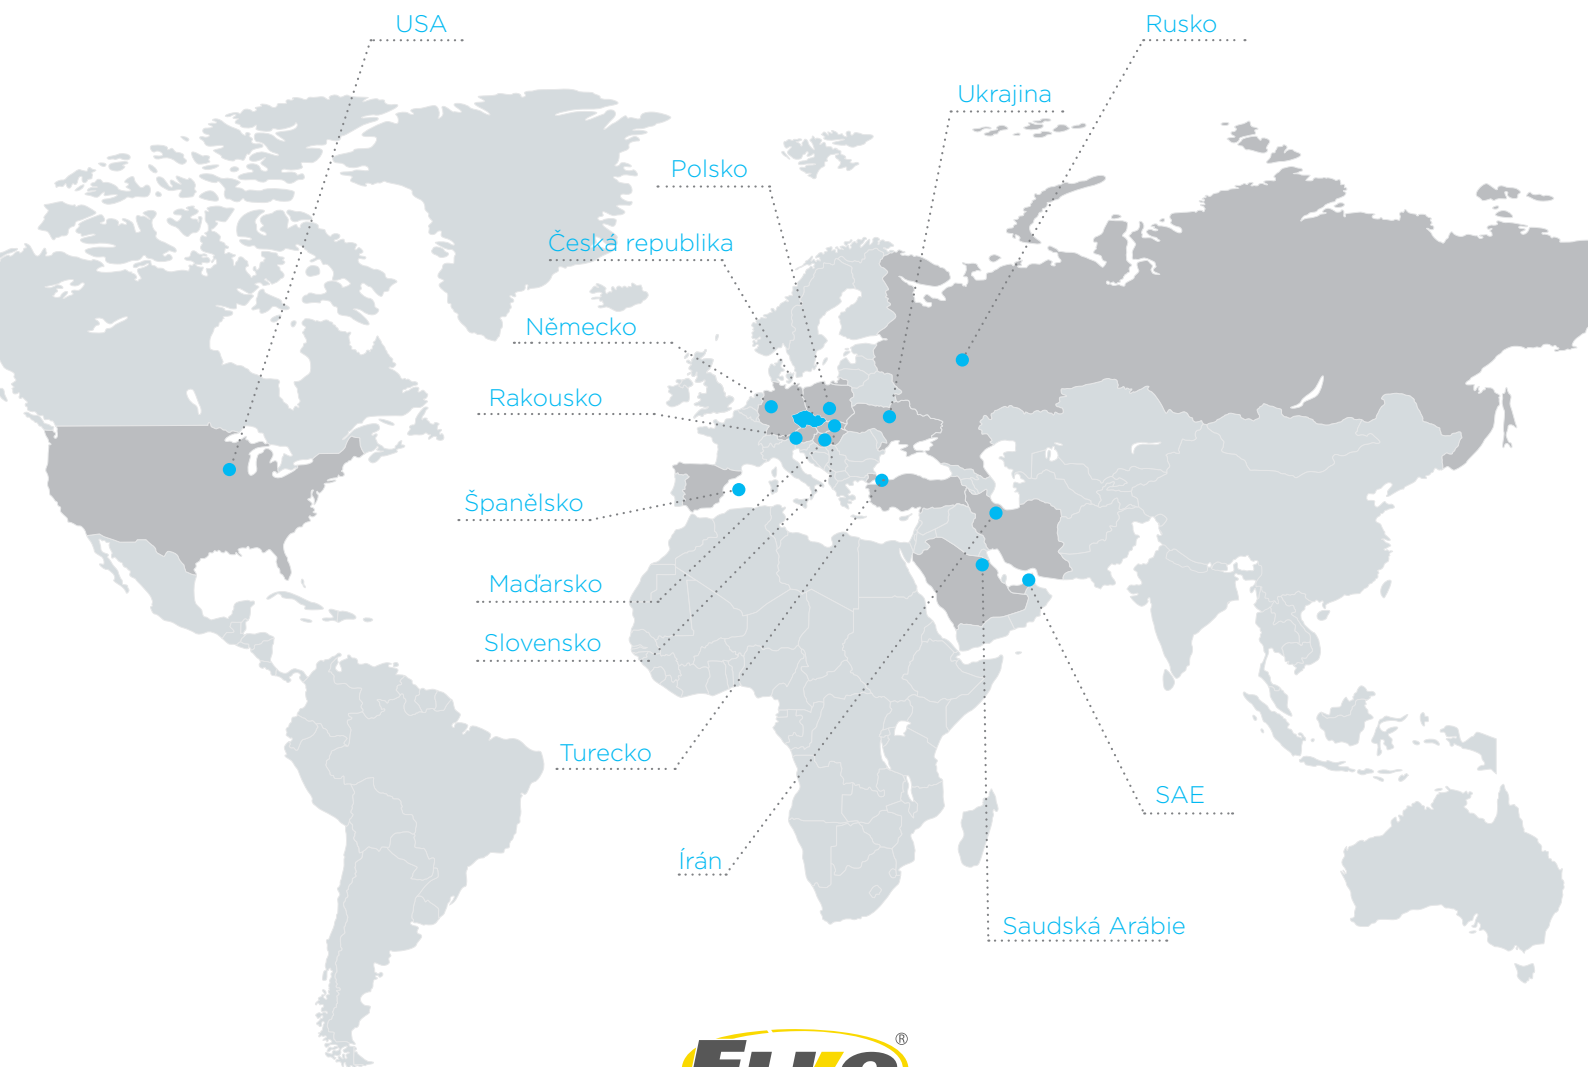 USA
Rusko
Ukrajina
Polsko
Česká republika
Německo
Rakousko
Španělsko
Maďarsko
Slovensko
Turecko
SAE
Írán
Saudská Arábie
®